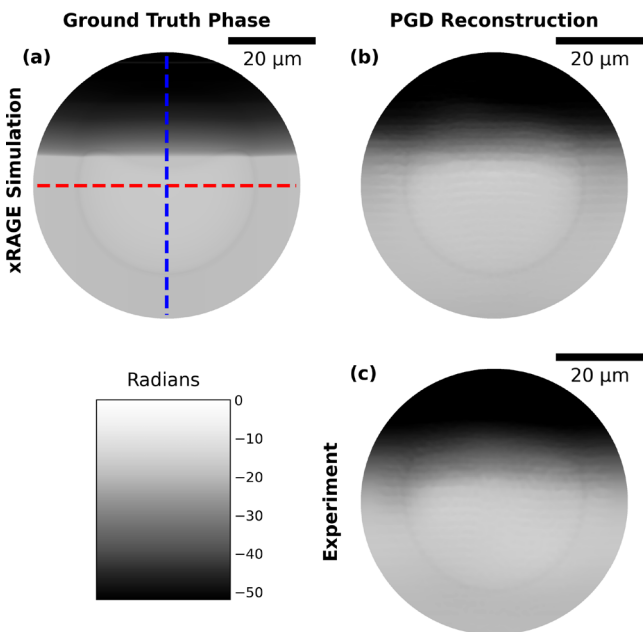 Ground Truth Phase
PGD Reconstruction
(a)
20 μm
(b)
20 μm
xRAGE Simulation
Radians
0
−10
−20
−30
−40
−50
(c)
20 μm
Experiment